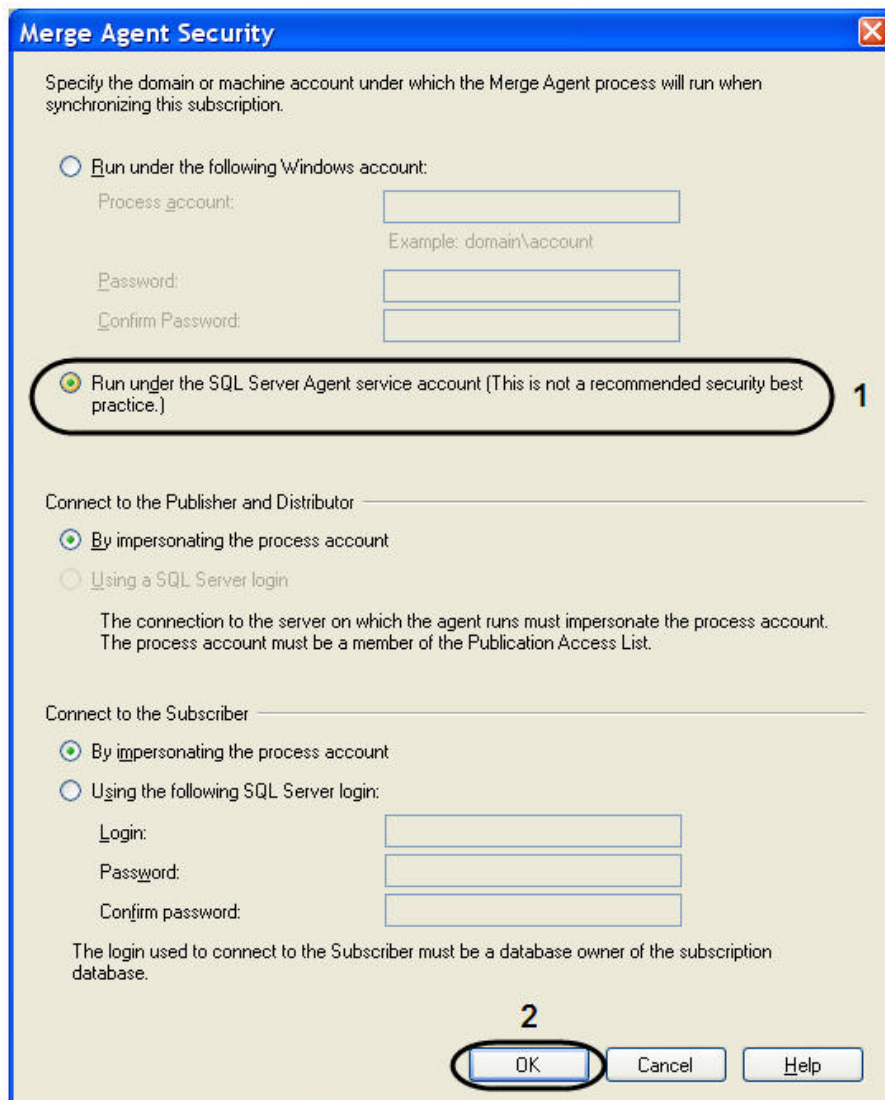 Merge Agent Security
Specify the domain or machine account under which the Merge Agent process will run when
synchronizing this subscription.
Run under the following Windows account:
Process account:
Example: domain\account
Password:
Confirm Password:
Run under the SQL Server Agent service account (This is not a recommended security best
practice.)
1
Connect to the Publisher and Distributor
By impersonating the process account
Using a SQL Server login
The connection to the server on which the agent runs must impersonate the process account.
The process account must be a member of the Publication Access List.
Connect to the Subscriber
By impersonating the process account
Using the following SQL Server login:
Login:
Password:
Confirm password:
The login used to connect to the Subscriber must be a database owner of the subscription
database.
2
OK Cancel Help